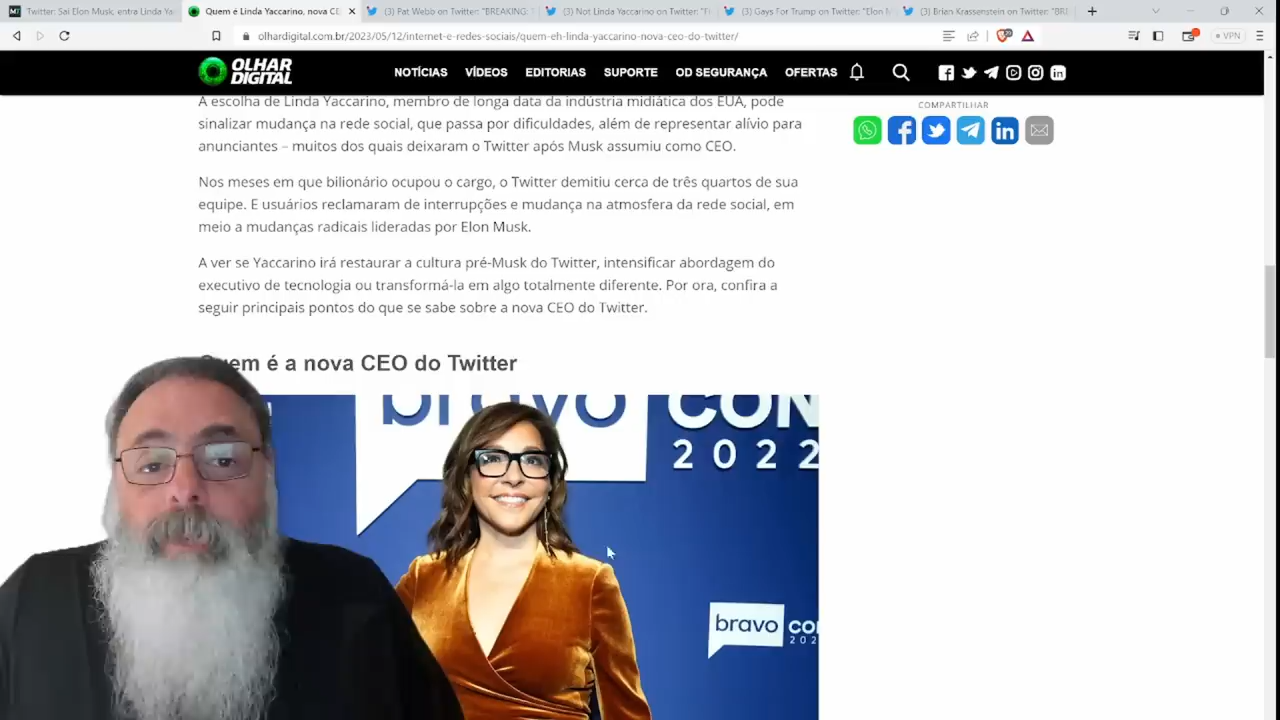 Twitter: Sai Elon Musk, entra Linda Ya
Quem é Linda Yaccarino, nova CE
(3) Pat Webb on Twitter: "BREAKING:
(3) Not Linda Yaccarino on Twitter: "Fi
(3) Gays For Trump on Twitter: "Elon M
(3) Brian Krassenstein on Twitter: "BRE
olhardigital.com.br/2023/05/12/internet-e-redes-sociais/quem-eh-linda-yaccarino-nova-ceo-do-twitter/
VPN
OLHAR
DIGITAL
NOTÍCIAS VÍDEOS EDITORIAS SUPORTE OD SEGURANÇA OFERTAS
A escolha de Linda Yaccarino, membro de longa data da indústria midiática dos EUA, pode
sinalizar mudança na rede social, que passa por dificuldades, além de representar alívio para
anunciantes – muitos dos quais deixaram o Twitter após Musk assumiu como CEO.
COMPARTILHAR
Nos meses em que bilionário ocupou o cargo, o Twitter demitiu cerca de três quartos de sua
equipe. E usuários reclamaram de interrupções e mudança na atmosfera da rede social, em
meio a mudanças radicais lideradas por Elon Musk.
A ver se Yaccarino irá restaurar a cultura pré-Musk do Twitter, intensificar abordagem do
executivo de tecnologia ou transformá-la em algo totalmente diferente. Por ora, confira a
seguir principais pontos do que se sabe sobre a nova CEO do Twitter.
Quem é a nova CEO do Twitter
bravo CON
2022
bravo CO
202